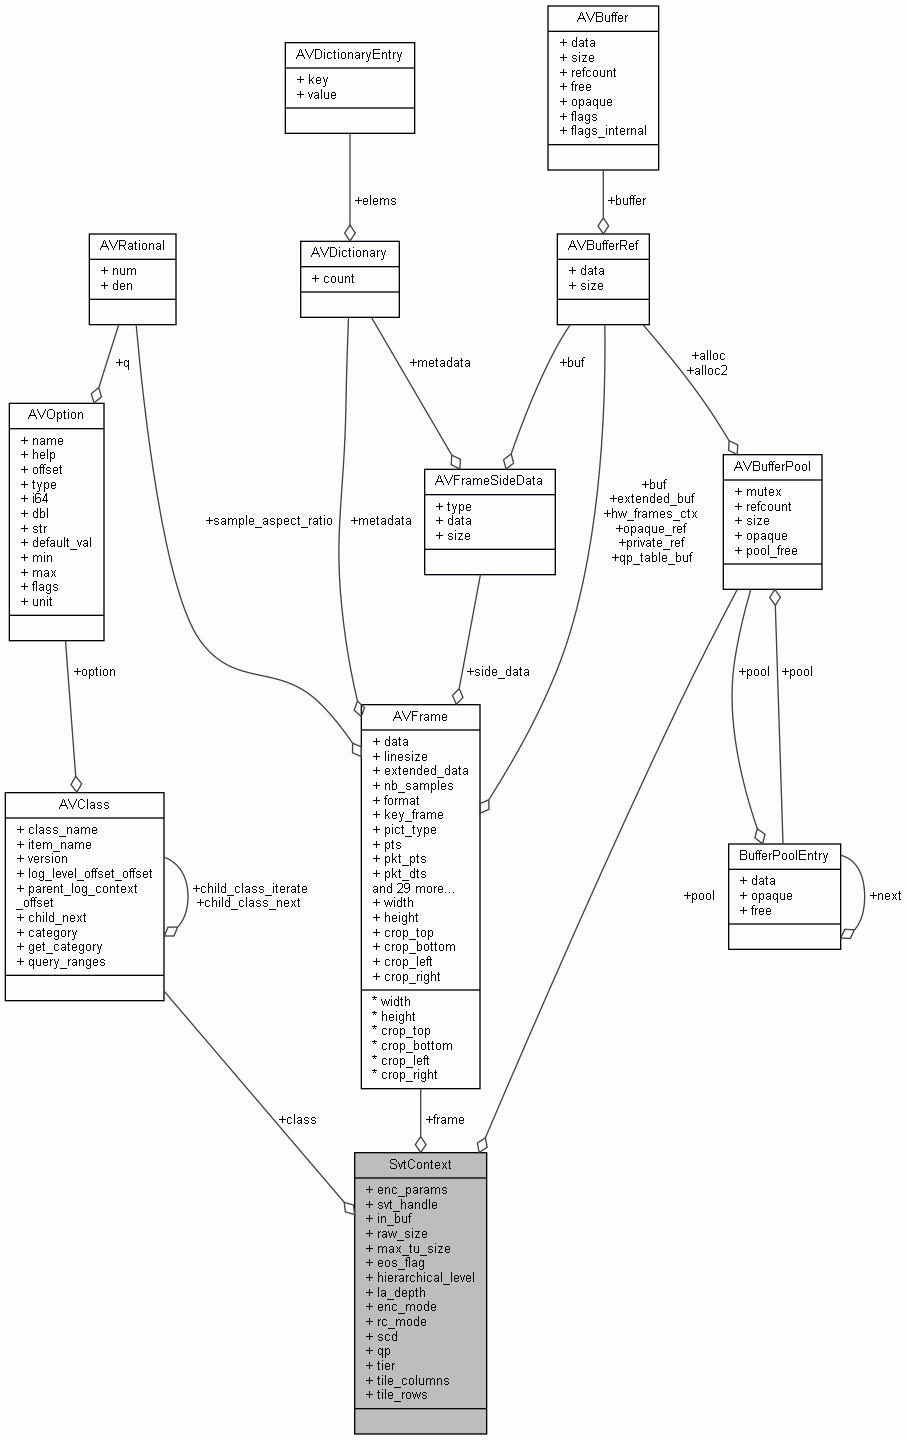 AVBuffer
+ data
+ size
+ refcount
+ free
+ opaque
+ flags
+ flags_internal
AVDictionaryEntry
+ key
+ value
+elems
+buffer
AVRational
+ num
+ den
AVDictionary
+ count
AVBufferRef
+ data
+ size
+q
+metadata
+buf
+alloc
+alloc2
AVOption
+ name
+ help
+ offset
+ type
+ i64
+ dbl
+ str
+ default_val
+ min
+ max
+ flags
+ unit
AVFrameSideData
+ type
+ data
+ size
AVBufferPool
+ mutex
+ refcount
+ size
+ opaque
+ pool_free
+sample_aspect_ratio
+metadata
+buf
+extended_buf
+hw_frames_ctx
+opaque_ref
+private_ref
+qp_table_buf
+option
+side_data
+pool
+pool
AVFrame
+ data
+ linesize
+ extended_data
+ nb_samples
+ format
+ key_frame
+ pict_type
+ pts
+ pkt_pts
+ pkt_dts
and 29 more...
+ width
+ height
+ crop_top
+ crop_bottom
+ crop_left
+ crop_right
* width
* height
* crop_top
* crop_bottom
* crop_left
* crop_right
AVClass
+ class_name
+ item_name
+ version
+ log_level_offset_offset
+ parent_log_context
_offset
+ child_next
+ category
+ get_category
+ query_ranges
+child_class_iterate
+child_class_next
BufferPoolEntry
+ data
+ opaque
+ free
+pool
+next
+class
+frame
SvtContext
+ enc_params
+ svt_handle
+ in_buf
+ raw_size
+ max_tu_size
+ eos_flag
+ hierarchical_level
+ la_depth
+ enc_mode
+ rc_mode
+ scd
+ qp
+ tier
+ tile_columns
+ tile_rows